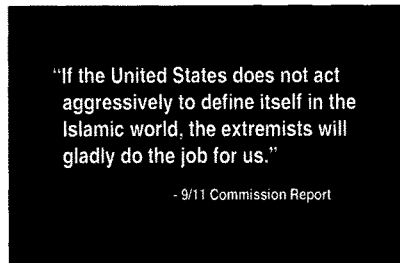 “If the United States does not act
aggressively to define itself in the
Islamic world, the extremists will
gladly do the job for us.”
- 9/11 Commission Report